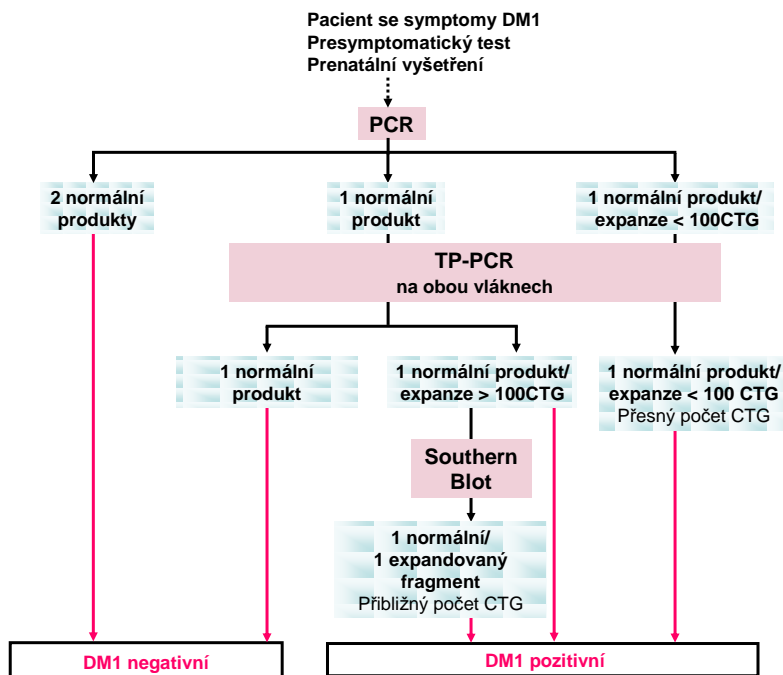 Pacient se symptomy DM1
Presymptomatický test
Prenatální vyšetření
PCR
2 normální
produkty
1 normální
produkt
1 normální produkt/
expanze < 100CTG
TP-PCR
na obou vláknech
1 normální
produkt
1 normální produkt/
expanze > 100CTG
1 normální produkt/
expanze < 100 CTG
Přesný počet CTG
Southern
Blot
1 normální/
1 expandovaný
fragment
Přibližný počet CTG
DM1 negativní
DM1 pozitivní